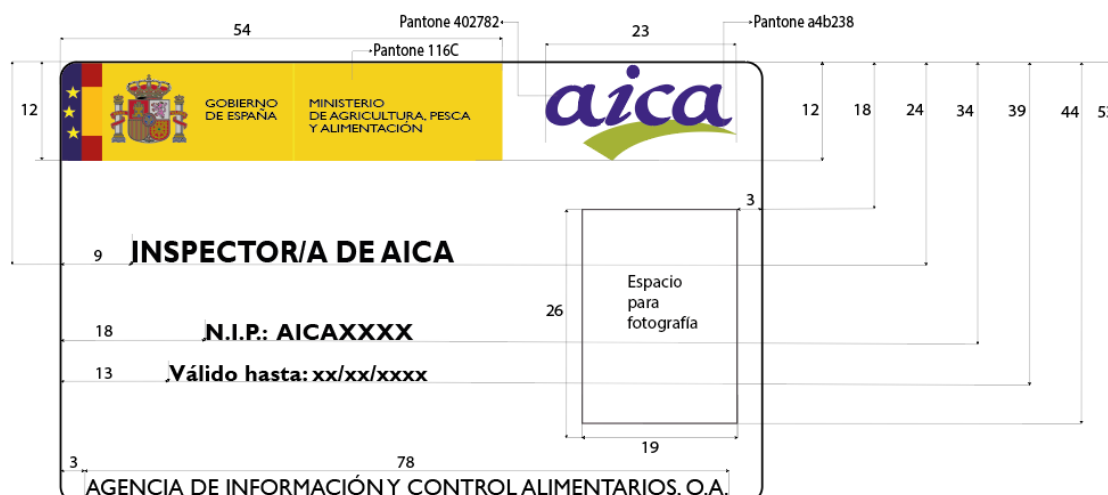 Pantone 402782
Pantone a4b238
54
23
Pantone 116C
12
GOBIERNO
DE ESPAÑA
MINISTERIO
DE AGRICULTURA, PESCA
Y ALIMENTACIÓN
aica
12
18
24
34
39
44
53
3
9
INSPECTOR/A DE AICA
Espacio
para
fotografía
26
18
N.I.P.: AICAXXXX
13
Válido hasta: xx/xx/xxxx
19
3
78
AGENCIA DE INFORMACIÓN Y CONTROL ALIMENTARIOS, O.A.